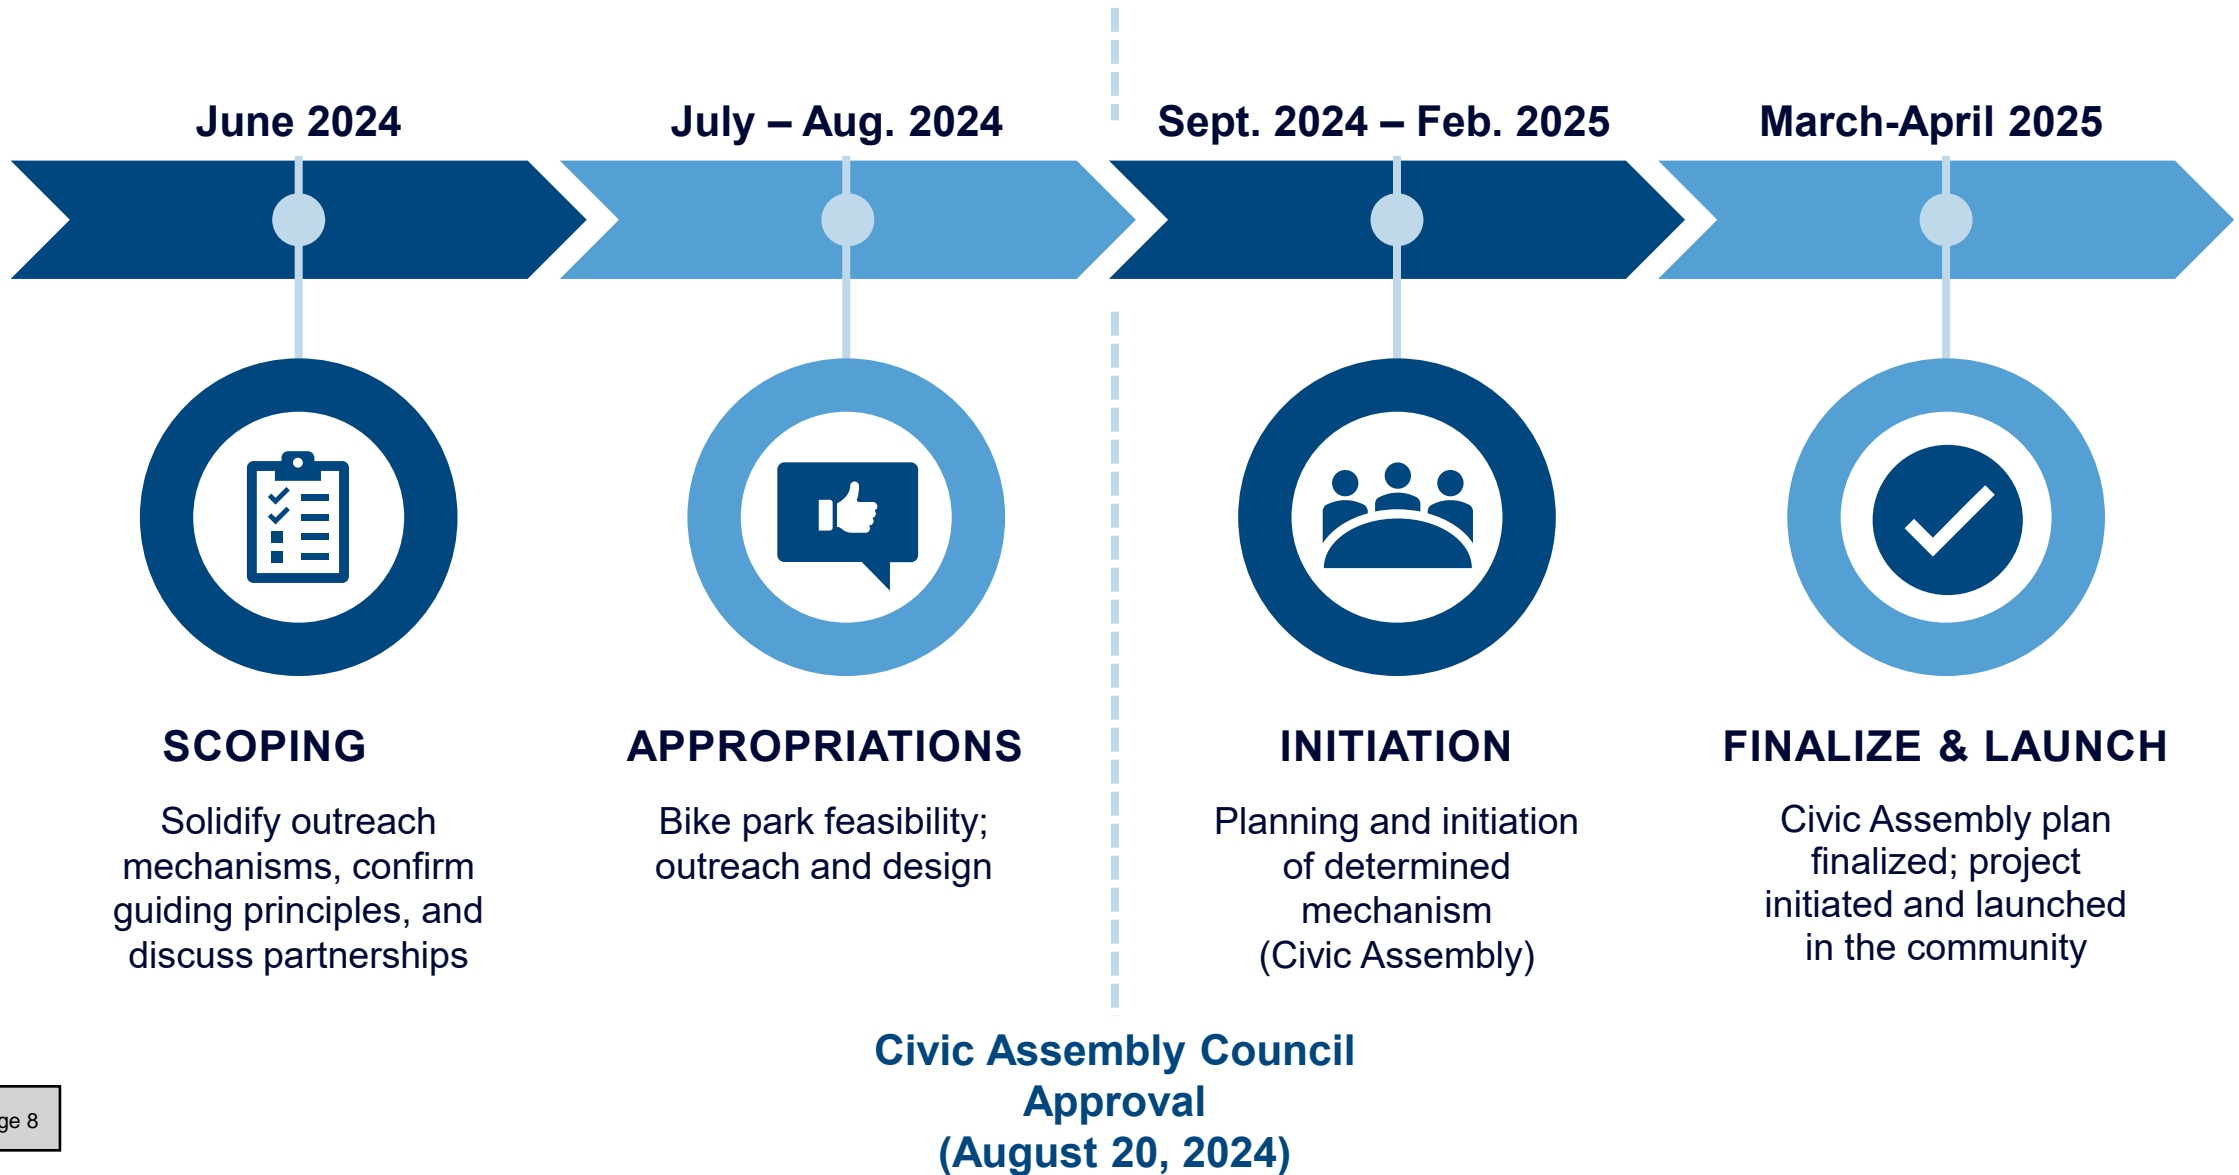 June 2024
July – Aug. 2024
Sept. 2024 – Feb. 2025
March-April 2025
SCOPING
Solidify outreach
mechanisms, confirm
guiding principles, and
discuss partnerships
APPROPRIATIONS
Bike park feasibility;
outreach and design
INITIATION
Planning and initiation
of determined
mechanism
(Civic Assembly)
FINALIZE & LAUNCH
Civic Assembly plan
finalized; project
initiated and launched
in the community
Civic Assembly Council
Approval
(August 20, 2024)
ge 8